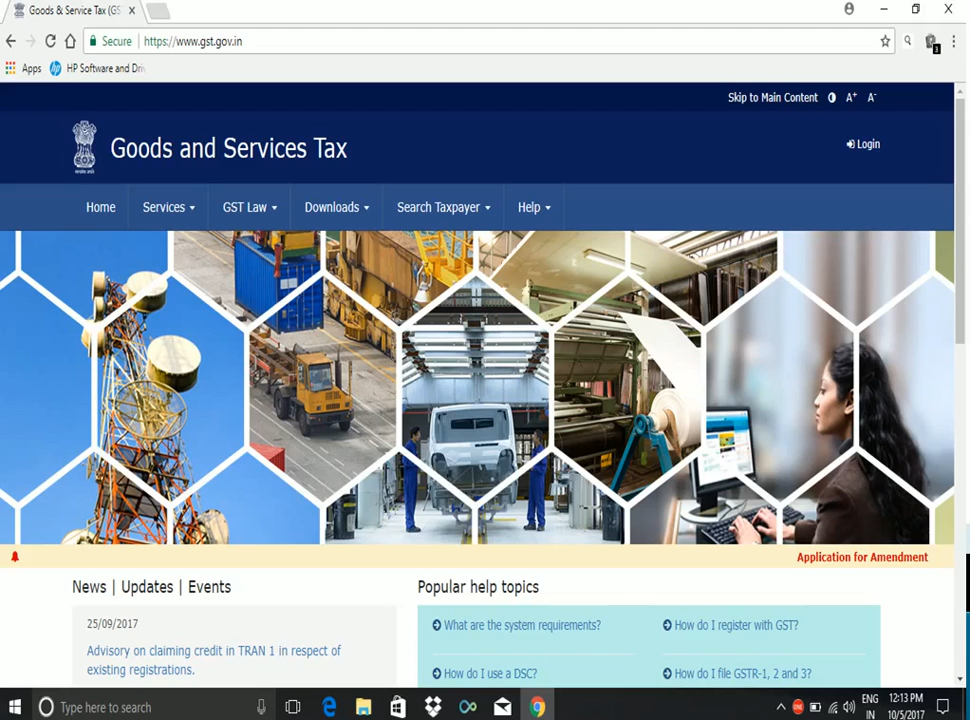 Goods & Service Tax (GS
Secure | https://www.gst.gov.in
3
Apps HP Software and Dri
Skip to Main Content A+ A-
Goods and Services Tax
Login
Home Services GST Law Downloads Search Taxpayer Help
Application for Amendment
News | Updates | Events
Popular help topics
25/09/2017
Advisory on claiming credit in TRAN 1 in respect of
existing registrations.
What are the system requirements?
How do I register with GST?
How do I use a DSC?
How do I file GSTR-1, 2 and 3?
Type here to search
ENG
IN
12:13 PM
10/5/2017